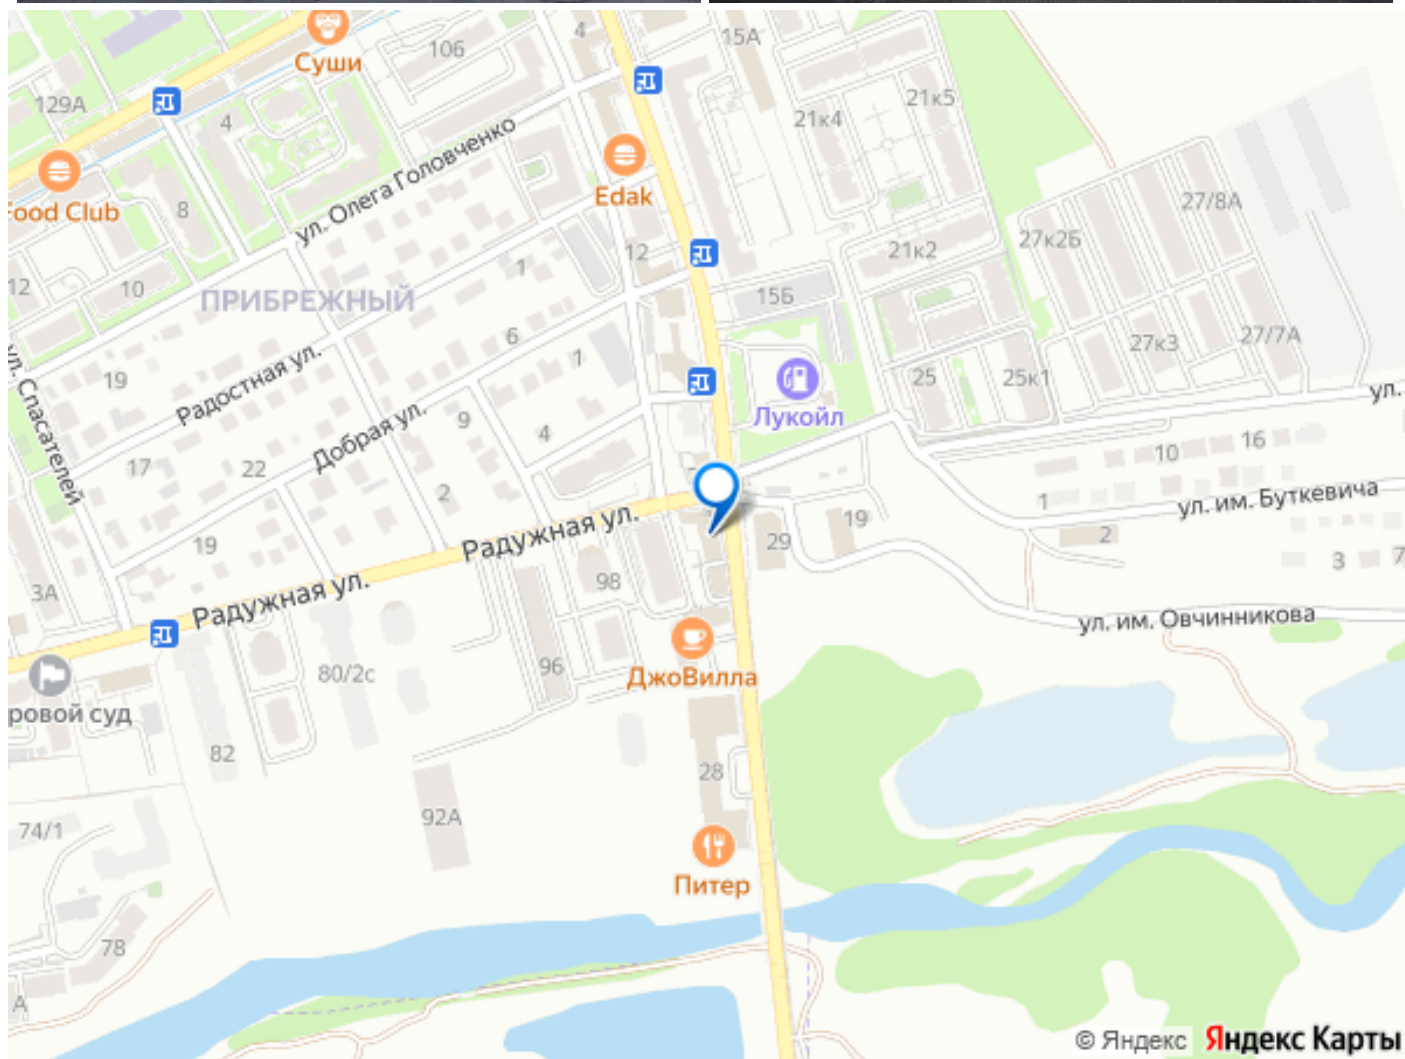 Суши
106
4
15А
129А
4
21к4
21к5
Edak
ул. Олега Головченко
Food Club
8
27/8А
12
10
ПРИБРЕЖНЫЙ
1
12
21к2
27к2Б
15Б
6
1
27к3
27/7А
ул. Спасателей
19
Радостная ул.
Добрая ул.
9
4
Лукойл
25
25к1
ул.
17
22
2
10
16
1
ул. им. Буткевича
19
Радужная ул.
29
19
2
3
7
3А
Радужная ул.
98
ул. им. Овчинникова
80/2с
96
ДжоВилла
ровой суд
82
28
92А
74/1
Питер
78
А
© Яндекс Яндекс Карты